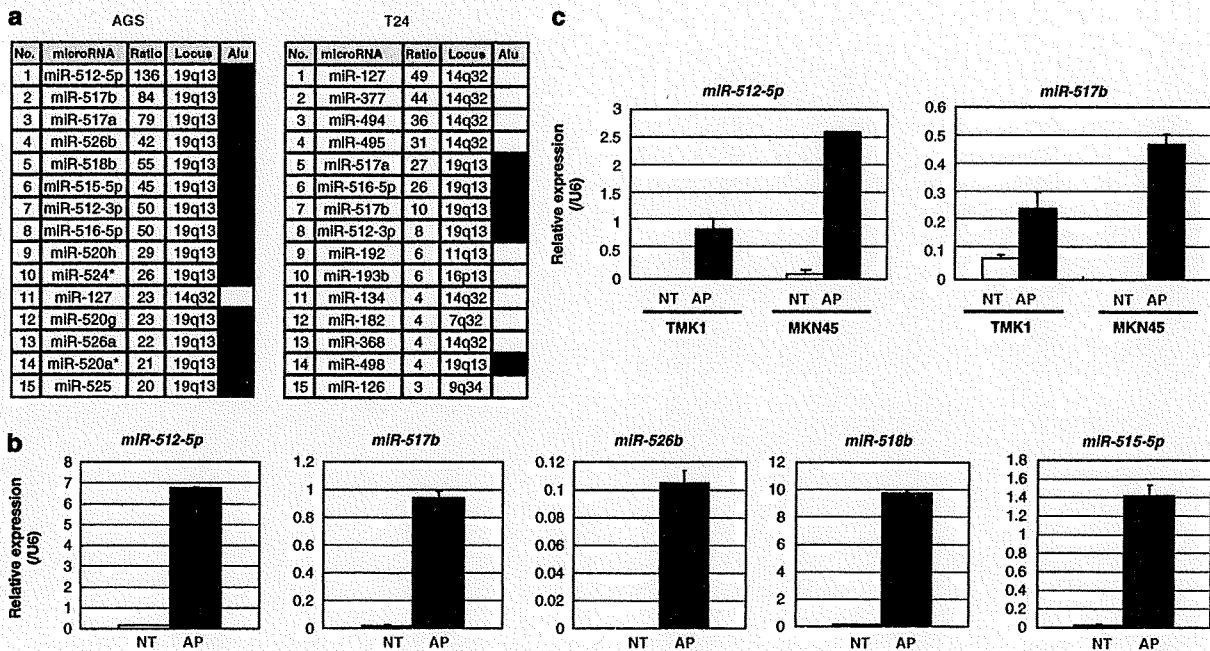 a
AGS
No. microRNA Ratio Locus Alu
1 miR-512-5p 136 19q13
2 miR-517b 84 19q13
3 miR-517a 79 19q13
4 miR-526b 42 19q13
5 miR-518b 55 19q13
6 miR-515-5p 45 19q13
7 miR-512-3p 50 19q13
8 miR-516-5p 50 19q13
9 miR-520h 29 19q13
10 miR-524* 26 19q13
11 miR-127 23 14q32
12 miR-520g 23 19q13
13 miR-526a 22 19q13
14 miR-520a* 21 19q13
15 miR-525 20 19q13
T24
No. microRNA Ratio Locus Alu
1 miR-127 49 14q32
2 miR-377 44 14q32
3 miR-494 36 14q32
4 miR-495 31 14q32
5 miR-517a 27 19q13
6 miR-516-5p 26 19q13
7 miR-517b 10 19q13
8 miR-512-3p 8 19q13
9 miR-192 6 11q13
10 miR-193b 6 16p13
11 miR-134 4 14q32
12 miR-182 4 7q32
13 miR-368 4 14q32
14 miR-498 4 19q13
15 miR-126 3 9q34
c
miR-512-5p
Relative expression
(/U6)
3
2.5
2
1.5
1
0.5
0
NT AP NT AP
TMK1 MKN45
miR-517b
0.6
0.5
0.4
0.3
0.2
0.1
0
NT AP NT AP
TMK1 MKN45
b
miR-512-5p
Relative expression
(/U6)
8
7
6
5
4
3
2
1
0
NT AP
miR-517b
1.2
1
0.8
0.6
0.4
0.2
0
NT AP
miR-526b
0.12
0.1
0.08
0.06
0.04
0.02
0
NT AP
miR-518b
12
10
8
6
4
2
0
NT AP
miR-515-5p
1.8
1.6
1.4
1.2
1
0.8
0.6
0.4
0.2
0
NT AP